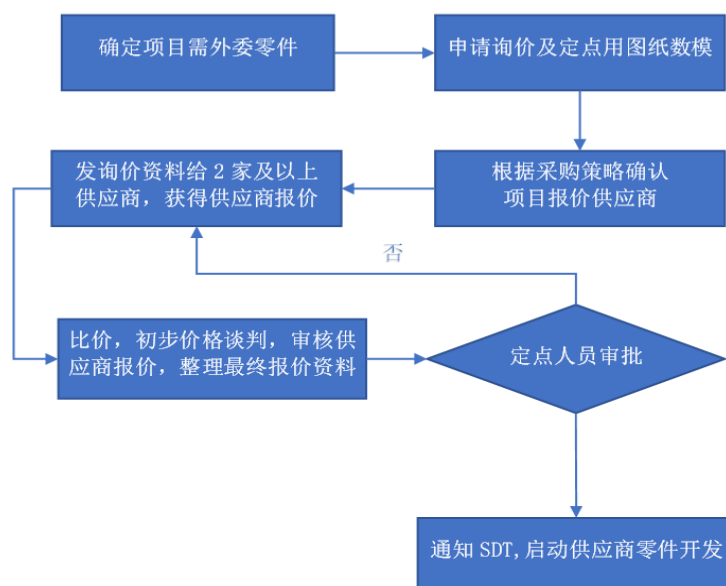 确定项目需外委零件
申请询价及定点用图纸数模
根据采购策略确认
项目报价供应商
发询价资料给 2 家及以上
供应商，获得供应商报价
否
比价，初步价格谈判，审核供
应商报价，整理最终报价资料
定点人员审批
通知 SDT,启动供应商零件开发